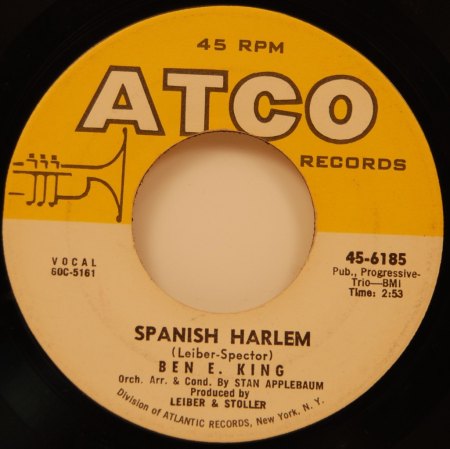 45 RPM
ATCO
RECORDS
VOCAL
60C-5161
45-6185
Pub., Progressive-
Trio—BMI
Time: 2:53
SPANISH HARLEM
(Leiber-Spector)
BEN E. KING
Orch. Arr. & Cond. By STAN APPLEBAUM
Produced by
LEIBER & STOLLER
Division of ATLANTIC RECORDS, New York, N. Y.